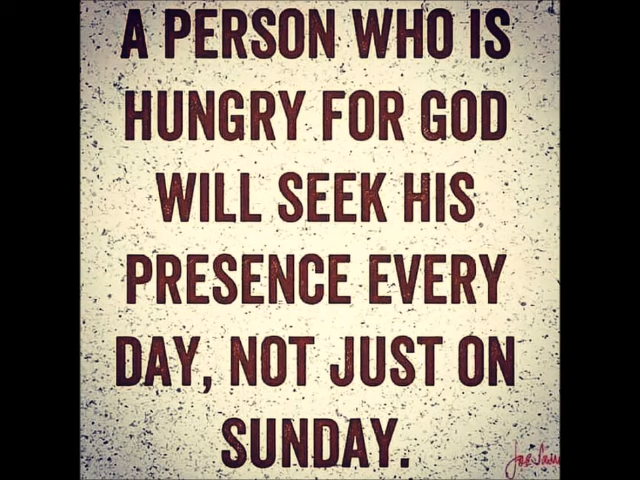 A PERSON WHO IS
HUNGRY FOR GOD
WILL SEEK HIS
PRESENCE EVERY
DAY, NOT JUST ON
SUNDAY.